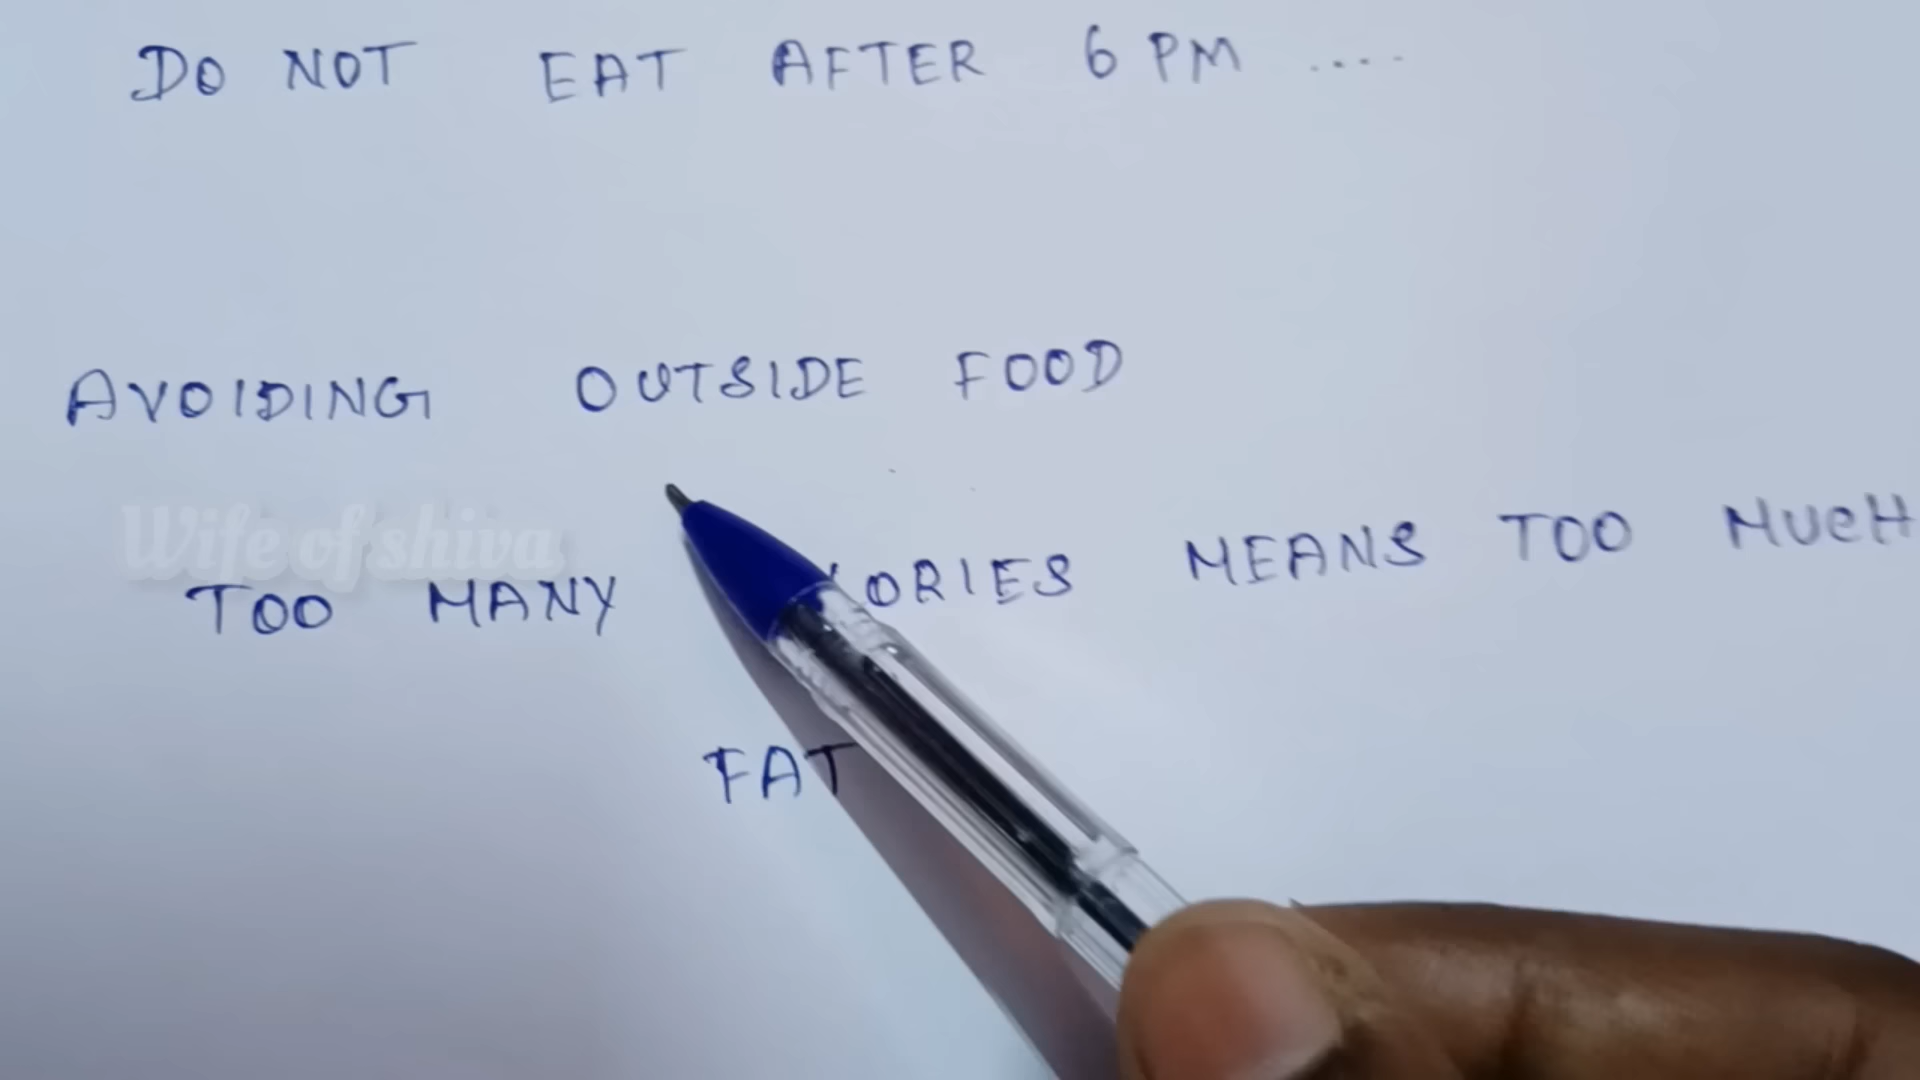 DO NOT EAT AFTER 6 PM ....
AVOIDING OUTSIDE FOOD
Wife of shiva
TOO MANY ORIES MEANS TOO MUCH
FAT